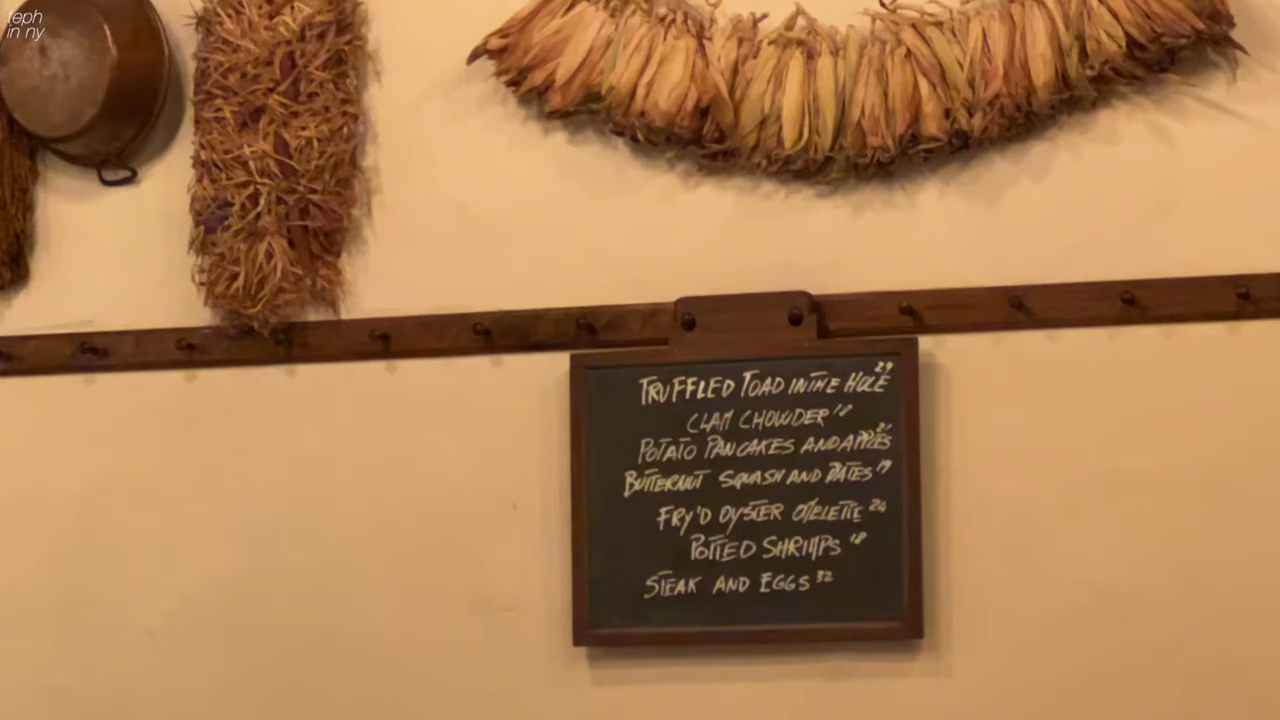 teph
in ny
TRUFFLED TOAD IN THE HOLE 29
CLAM CHOWDER 18
POTATO PANCAKES AND APPLES 21
BUTTERNUT SQUASH AND DATES 19
FRY'D OYSTER OMELETTE 24
POTTED SHRIMPS 18
STEAK AND EGGS 32